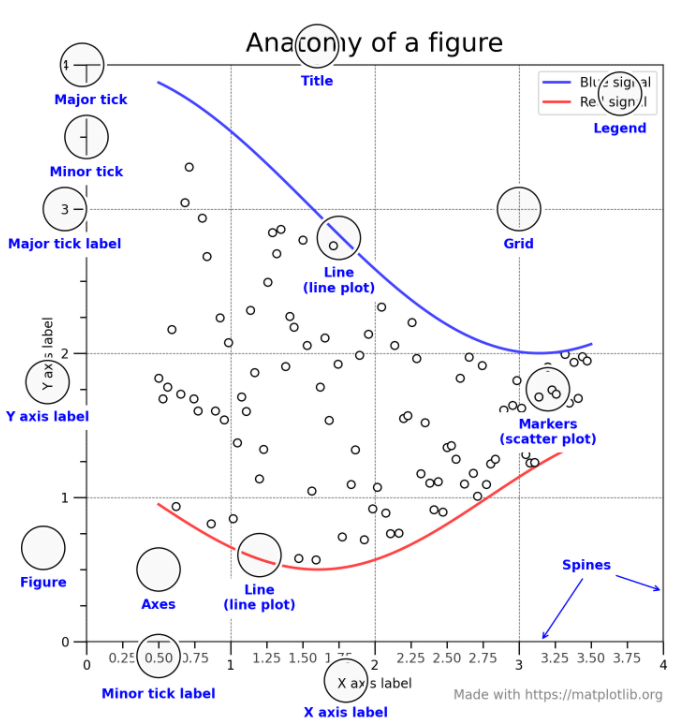 Anatomy of a figure
Title
4
Major tick
Blue signal
Red signal
Legend
Minor tick
3
Major tick label
Grid
Line
(line plot)
2
Y axis label
Y axis label
Markers
(scatter plot)
1
Figure
Axes
Line
(line plot)
Spines
0
0 0.25 0.50 0.75 1 1.25 1.50 1.75 2 2.25 2.50 2.75 3 3.25 3.50 3.75 4
Minor tick label
X axis label
X axis label
Made with https://matplotlib.org